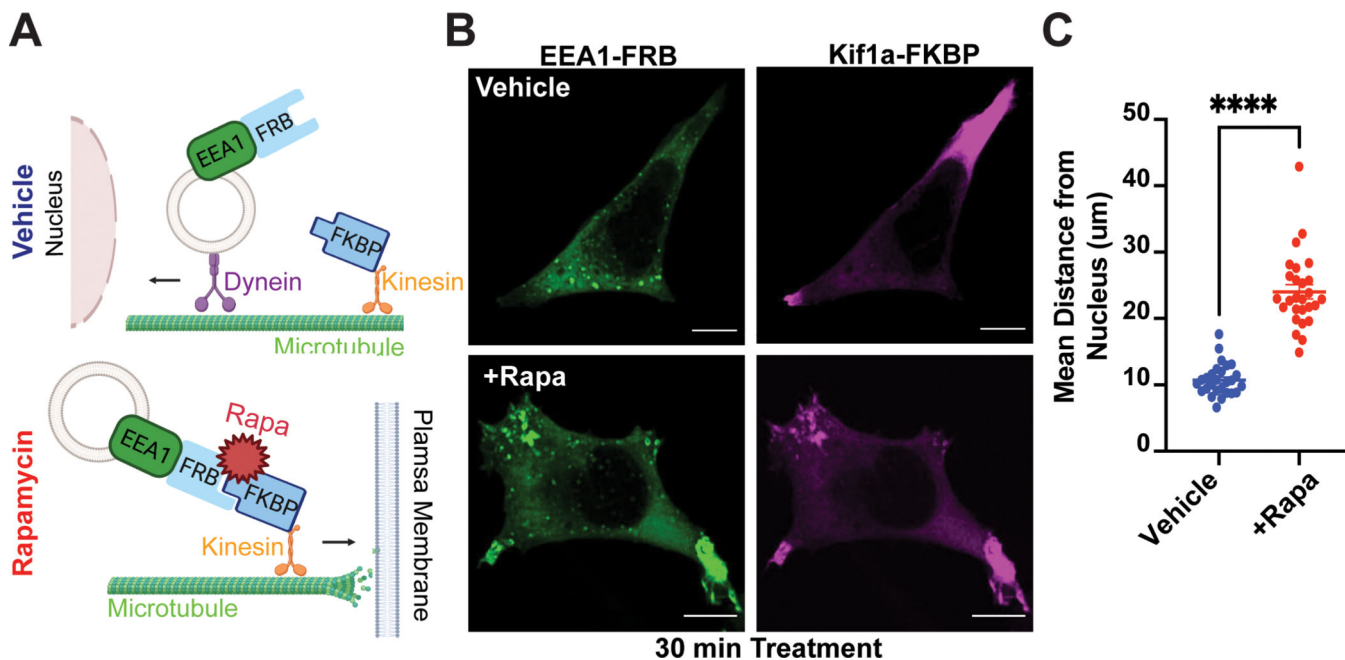 A
Vehicle
Nucleus
EEA1
FRB
FKBP
Dynein
Kinesin
Microtubule
Rapamycin
EEA1
FRB
Rapa
FKBP
Kinesin
Microtubule
Plamsa Membrane
B
EEA1-FRB
Kif1a-FKBP
Vehicle
+Rapa
30 min Treatment
C
****
Mean Distance from
Nucleus (um)
50
40
30
20
10
0
Vehicle
+Rapa